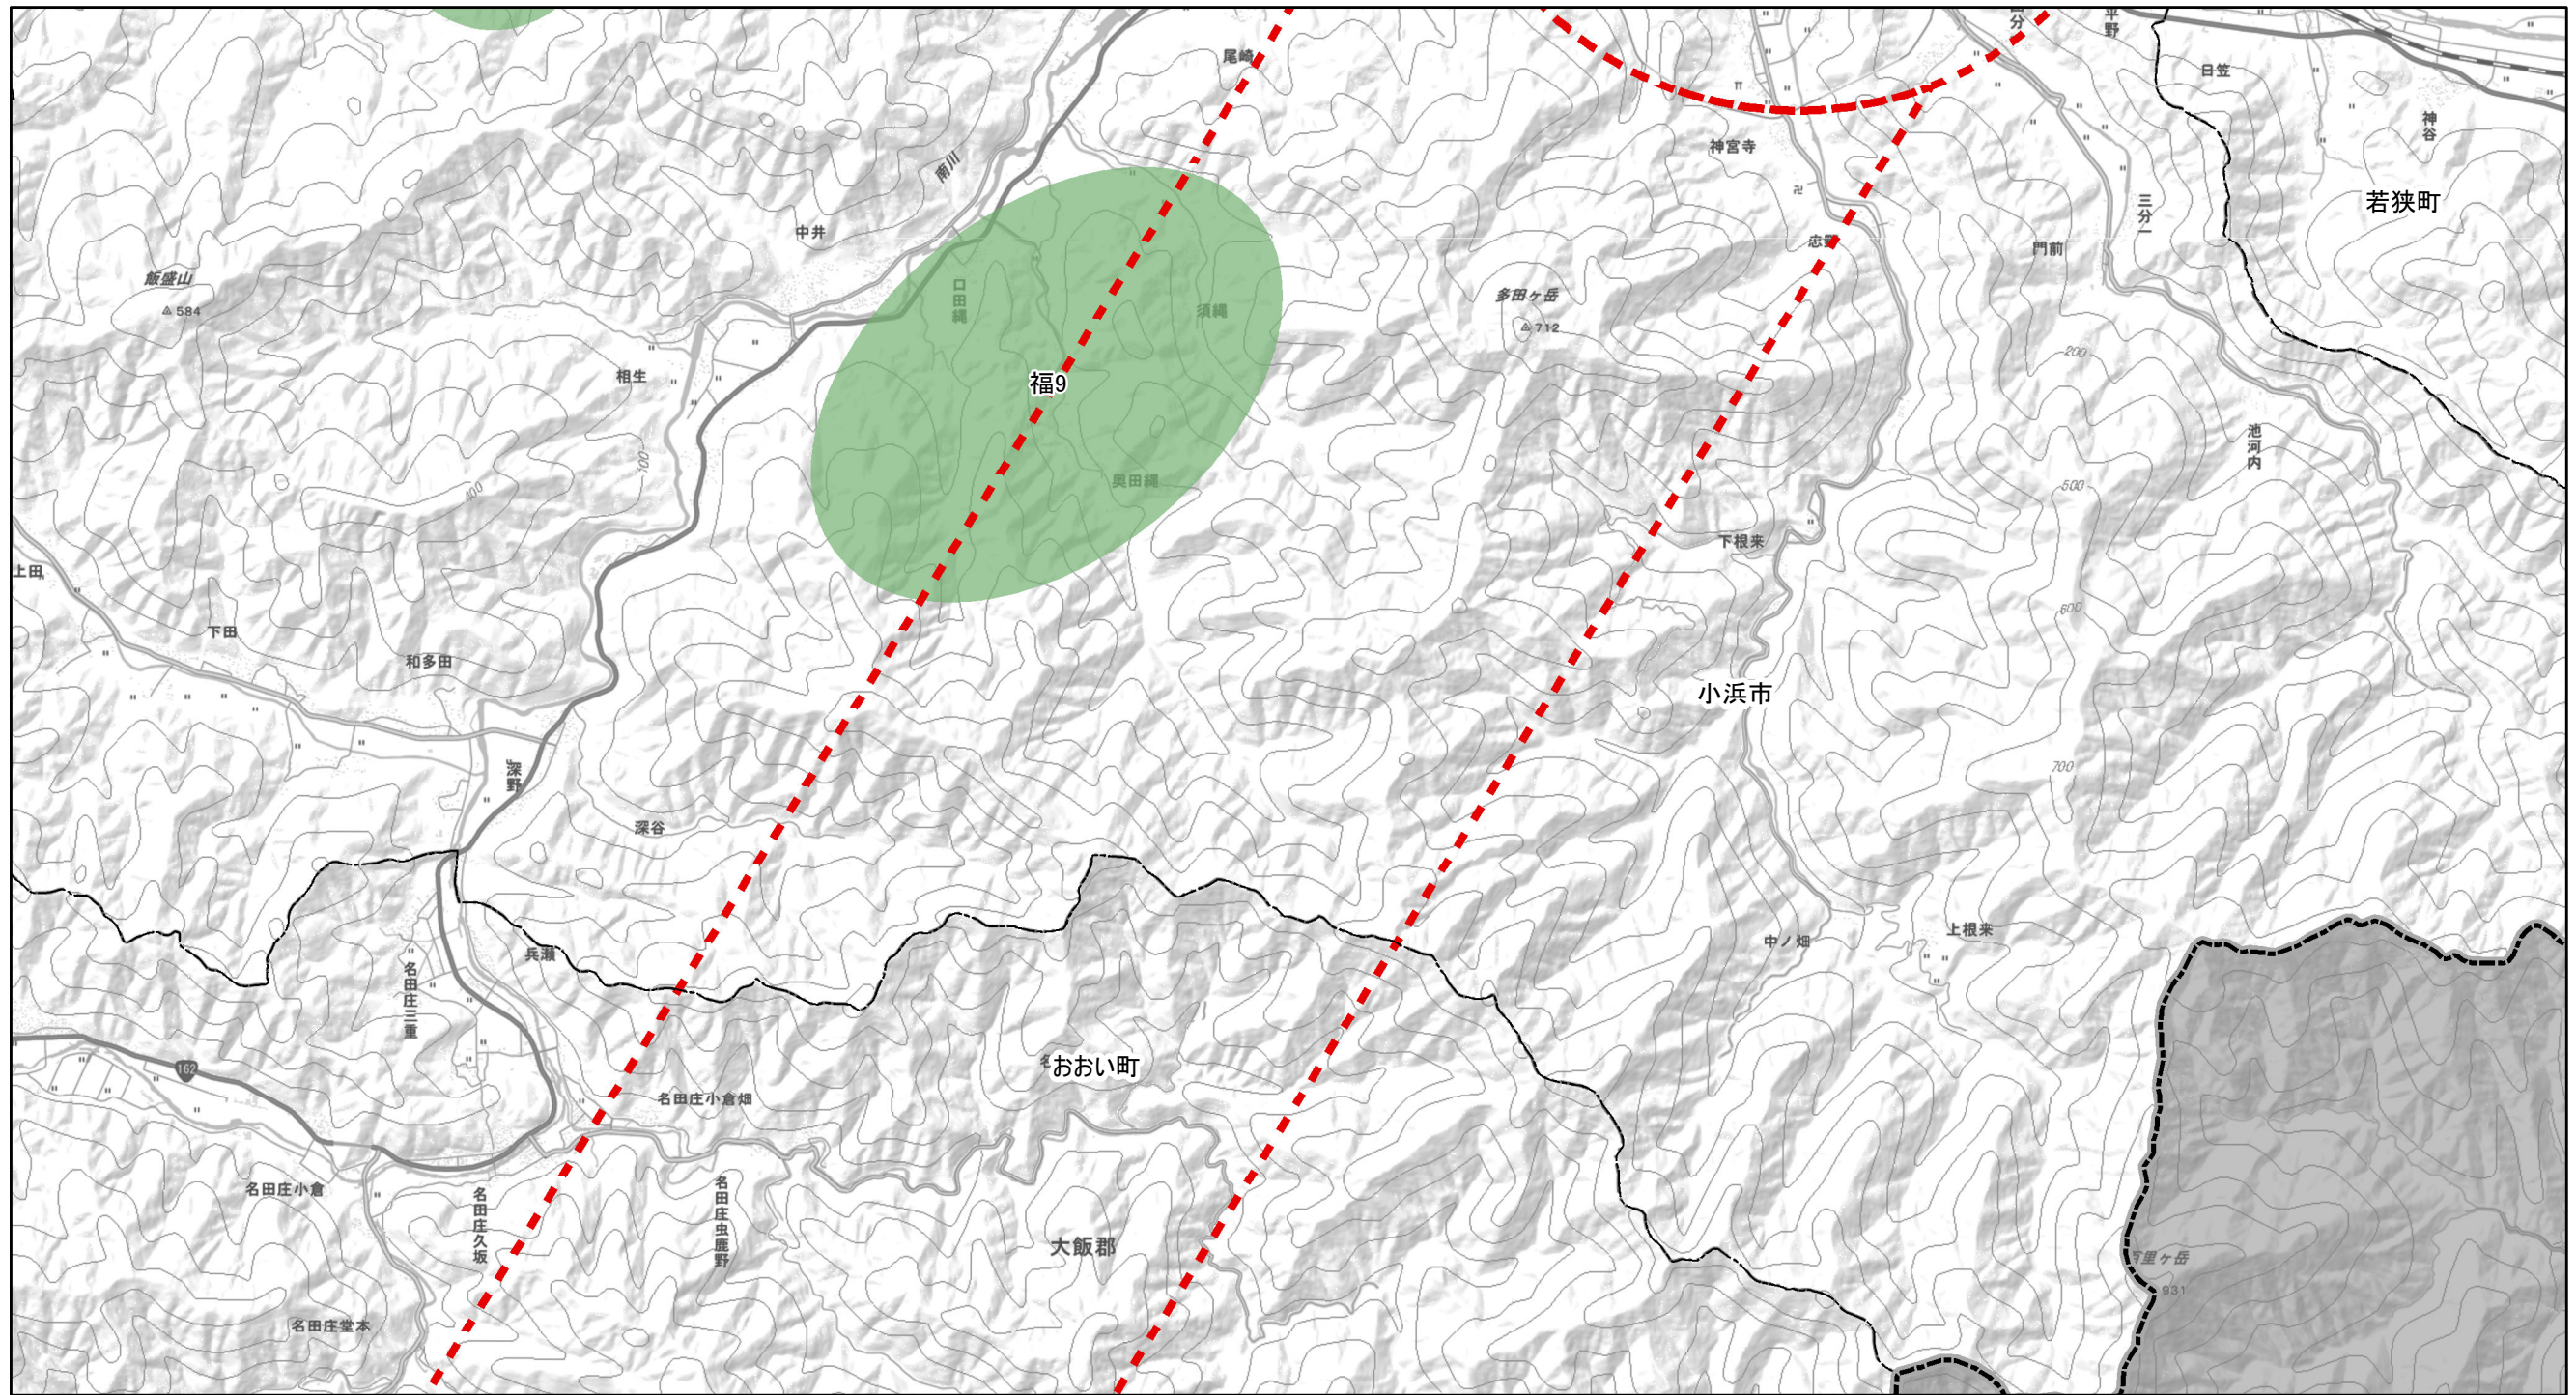 平野
尾崎
日笠
神谷
南川
神宮寺
若狭町
三分一
中井
門前
飯盛山
584
口田縄
須縄
多田ヶ岳
712
福9
相生
200
池河内
100
400
奥田縄
500
下根来
上田
600
下田
和多田
小浜市
深野
700
深谷
上根来
中ノ畑
兵瀬
名田庄三重
おおい町
162
名田庄小倉畑
名田庄小倉
名田庄久坂
名田庄虫鹿野
大飯郡
里ヶ岳
931
名田庄堂本